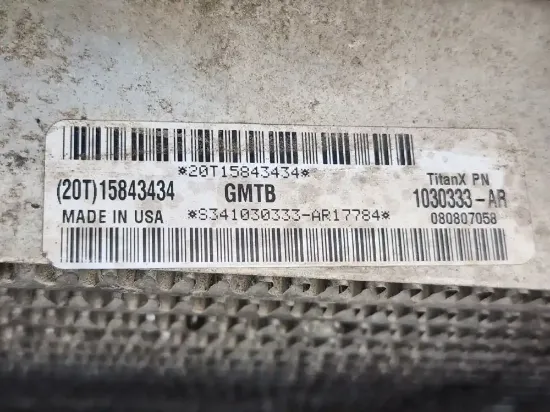 *20T15843434*
TitanX PN
(20T)15843434 GMTB 1030333-AR
MADE IN USA *S341030333-AR17784* 080807058